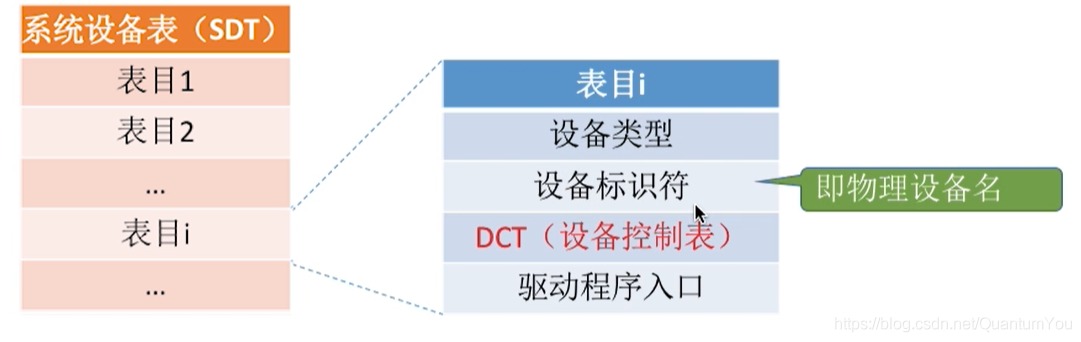 系统设备表（SDT）
表目1
表目2
...
表目i
...
表目i
设备类型
设备标识符
DCT（设备控制表）
驱动程序入口
即物理设备名
https://blog.csdn.net/QuantumYou